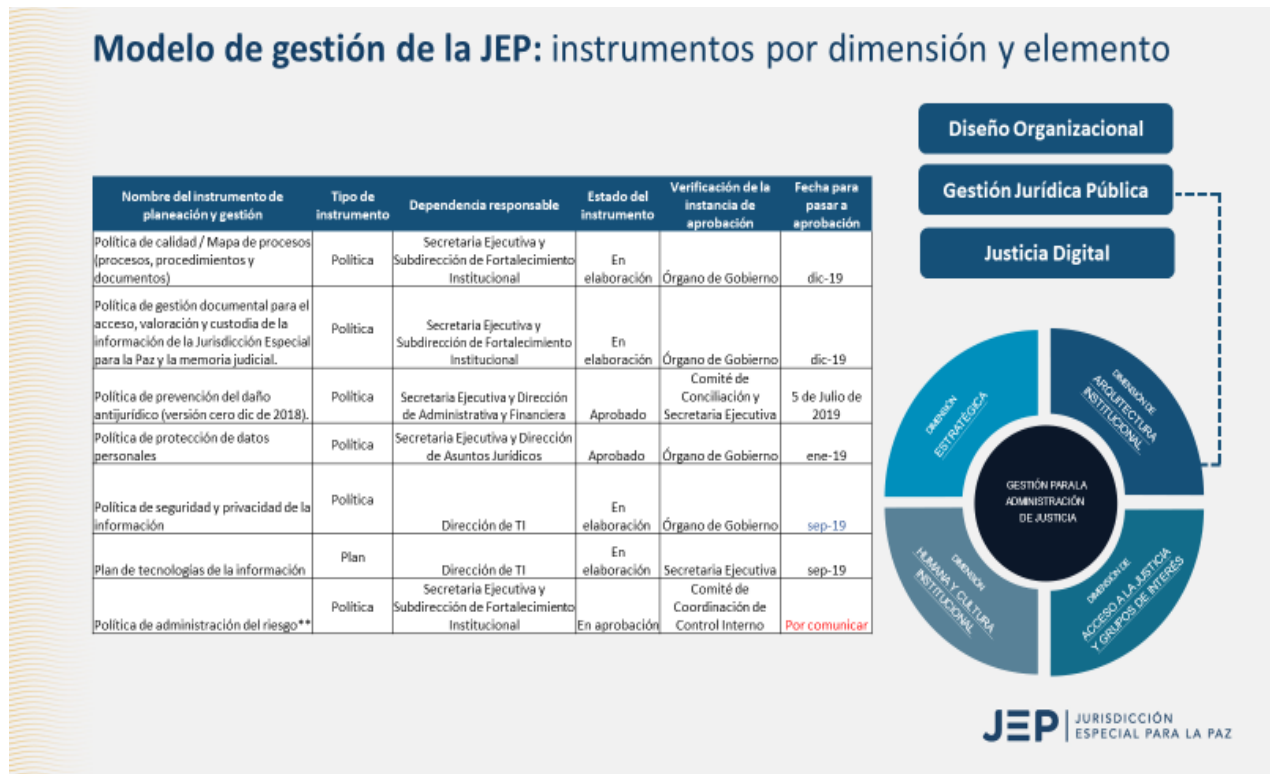 Modelo de gestión de la JEP: instrumentos por dimensión y elemento
Diseño Organizacional
Gestión Jurídica Pública
Justicia Digital
Nombre del instrumento de
planeación y gestión
Tipo de
instrumento
Dependencia responsable
Estado del
instrumento
Verificación de la
instancia de
aprobación
Fecha para
pasar a
aprobación
Política de calidad / Mapa de procesos
(procesos, procedimientos y
documentos)
Política
Secretaria Ejecutiva y
Subdirección de Fortalecimiento
Institucional
En
elaboración
Órgano de Gobierno
dic-19
Política de gestión documental para el
acceso, valoración y custodia de la
información de la Jurisdicción Especial
para la Paz y la memoria judicial.
Política
Secretaria Ejecutiva y
Subdirección de Fortalecimiento
Institucional
En
elaboración
Órgano de Gobierno
dic-19
Política de prevención del daño
antijurídico (versión cero dic de 2018).
Política
Secretaria Ejecutiva y Dirección
de Administrativa y Financiera
Aprobado
Comité de
Conciliación y
Secretaria Ejecutiva
5 de Julio de
2019
Política de protección de datos
personales
Política
Secretaria Ejecutiva y Dirección
de Asuntos Jurídicos
Aprobado
Órgano de Gobierno
ene-19
Política de seguridad y privacidad de la
información
Política
Dirección de TI
En
elaboración
Órgano de Gobierno
sep-19
Plan de tecnologías de la información
Plan
Dirección de TI
En
elaboración
Secretaria Ejecutiva
sep-19
Política de administración del riesgo**
Política
Secretaria Ejecutiva y
Subdirección de Fortalecimiento
Institucional
En aprobación
Comité de
Coordinación de
Control Interno
Por comunicar
DIMENSIÓN
ESTRATÉGICA
DIMENSIÓN DE
ARQUITECTURA
INSTITUCIONAL
GESTIÓN PARA LA
ADMINISTRACIÓN
DE JUSTICIA
DIMENSIÓN
HUMANA Y CULTURA
INSTITUCIONAL
DIMENSIÓN DE
ACCESO A LA JUSTICIA
Y GRUPOS DE INTERÉS
JEP
JURISDICCIÓN
ESPECIAL PARA LA PAZ